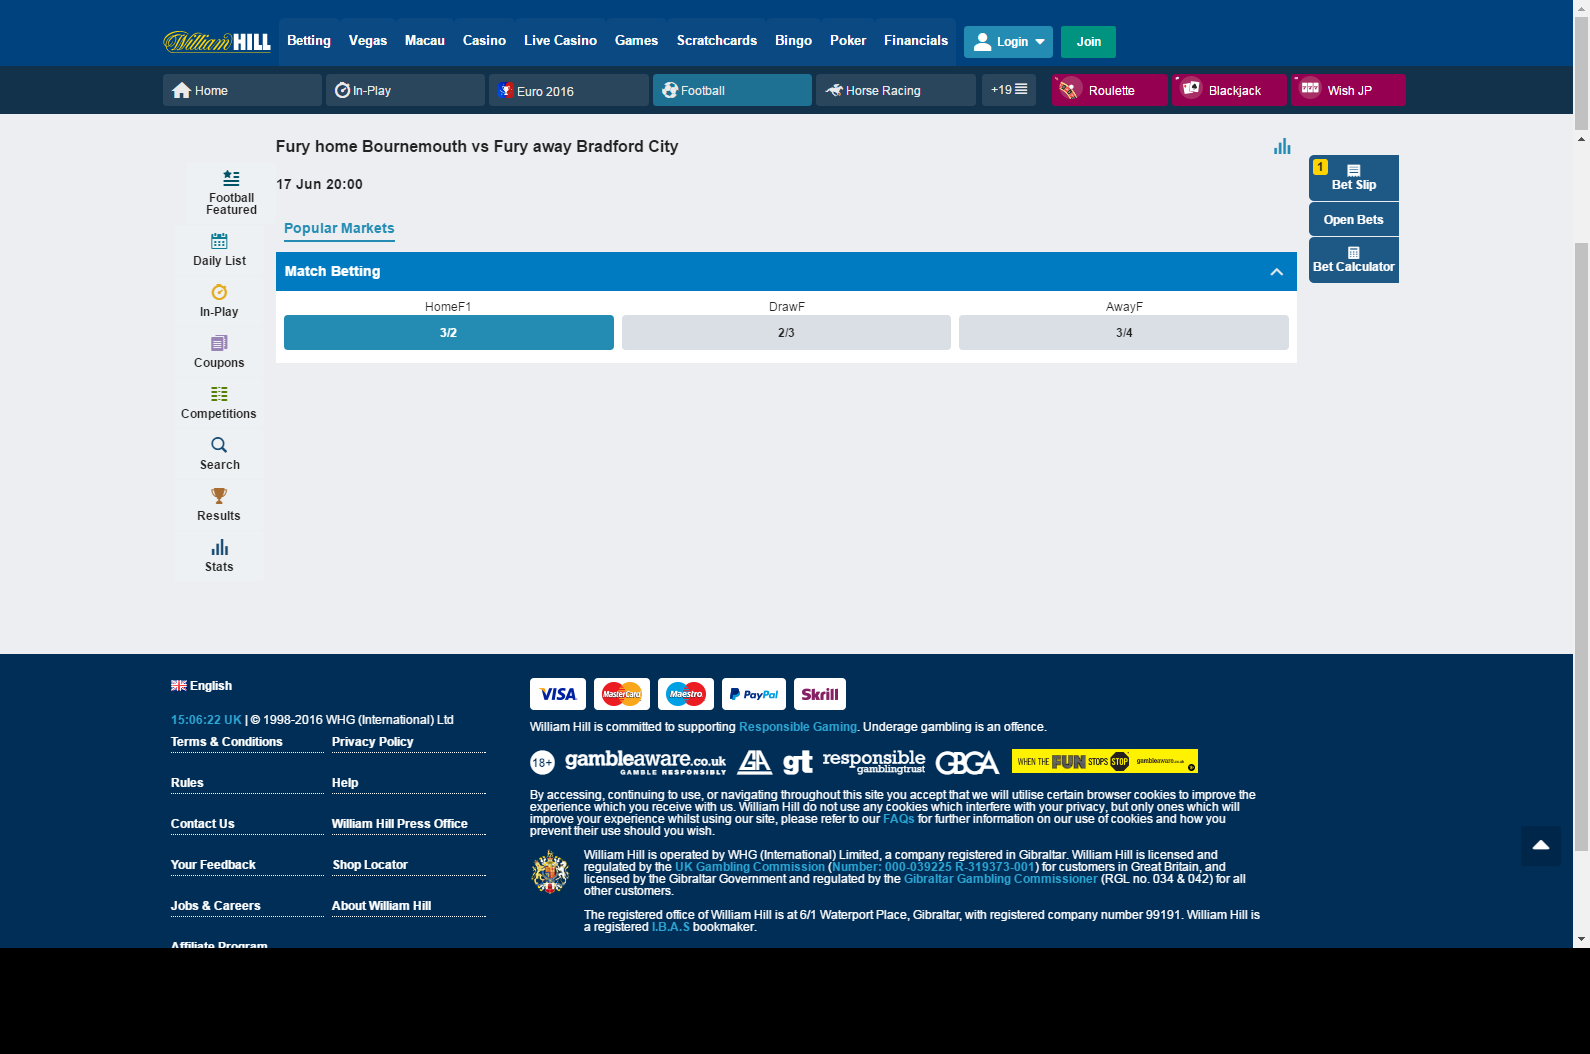 William HILL
Betting Vegas Macau Casino Live Casino Games Scratchcards Bingo Poker Financials Login Join
Home In-Play Euro 2016 Football Horse Racing +19 Roulette Blackjack Wish JP
Fury home Bournemouth vs Fury away Bradford City
17 Jun 20:00
Football
Featured
Daily List
In-Play
Coupons
Competitions
Search
Results
Stats
Popular Markets
Match Betting
HomeF1 DrawF AwayF
3/2 2/3 3/4
1
Bet Slip
Open Bets
Bet Calculator
English
15:06:22 UK | © 1998-2016 WHG (International) Ltd
Terms & Conditions Privacy Policy
Rules Help
Contact Us William Hill Press Office
Your Feedback Shop Locator
Jobs & Careers About William Hill
Affiliate Program
VISA MasterCard Maestro PayPal Skrill
William Hill is committed to supporting Responsible Gaming. Underage gambling is an offence.
18+ gambleaware.co.uk GA gt responsible GBGA WHEN THE FUN STOPS STOP gambleaware.co.uk
GAMBLE RESPONSIBLY gamblingtrust
By accessing, continuing to use, or navigating throughout this site you accept that we will utilise certain browser cookies to improve the
experience which you receive with us. William Hill do not use any cookies which interfere with your privacy, but only ones which will
improve your experience whilst using our site, please refer to our FAQs for further information on our use of cookies and how you
prevent their use should you wish.
William Hill is operated by WHG (International) Limited, a company registered in Gibraltar. William Hill is licensed and
regulated by the UK Gambling Commission (Number: 000-039225 R-319373-001) for customers in Great Britain, and
licensed by the Gibraltar Government and regulated by the Gibraltar Gambling Commissioner (RGL no. 034 & 042) for all
other customers.
The registered office of William Hill is at 6/1 Waterport Place, Gibraltar, with registered company number 99191. William Hill is
a registered I.B.A.S bookmaker.